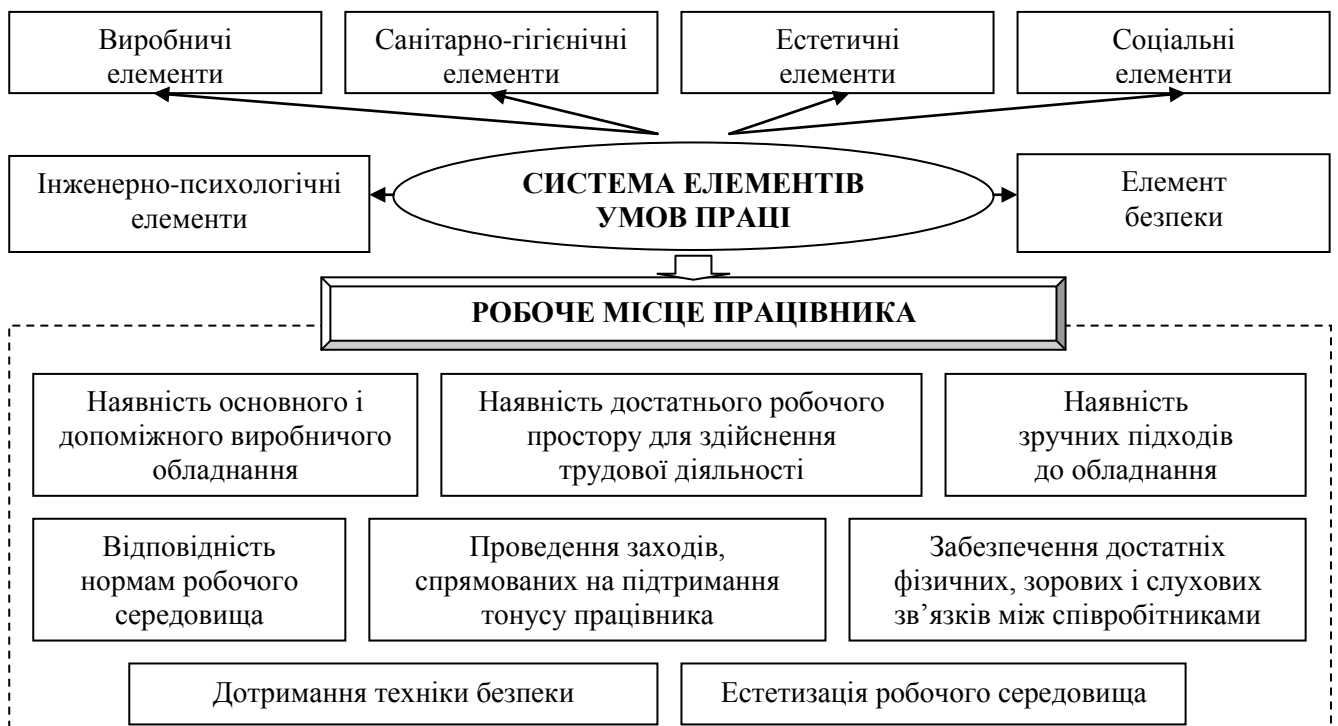 Виробничі
елементи
Санітарно-гігієнічні
елементи
Естетичні
елементи
Соціальні
елементи
Інженерно-психологічні
елементи
СИСТЕМА ЕЛЕМЕНТІВ
УМОВ ПРАЦІ
Елемент
безпеки
РОБОЧЕ МІСЦЕ ПРАЦІВНИКА
Наявність основного і
допоміжного виробничого
обладнання
Наявність достатнього робочого
простору для здійснення
трудової діяльності
Наявність
зручних підходів
до обладнання
Відповідність
нормам робочого
середовища
Проведення заходів,
спрямованих на підтримання
тонусу працівника
Забезпечення достатніх
фізичних, зорових і слухових
зв’язків між співробітниками
Дотримання техніки безпеки
Естетизація робочого середовища